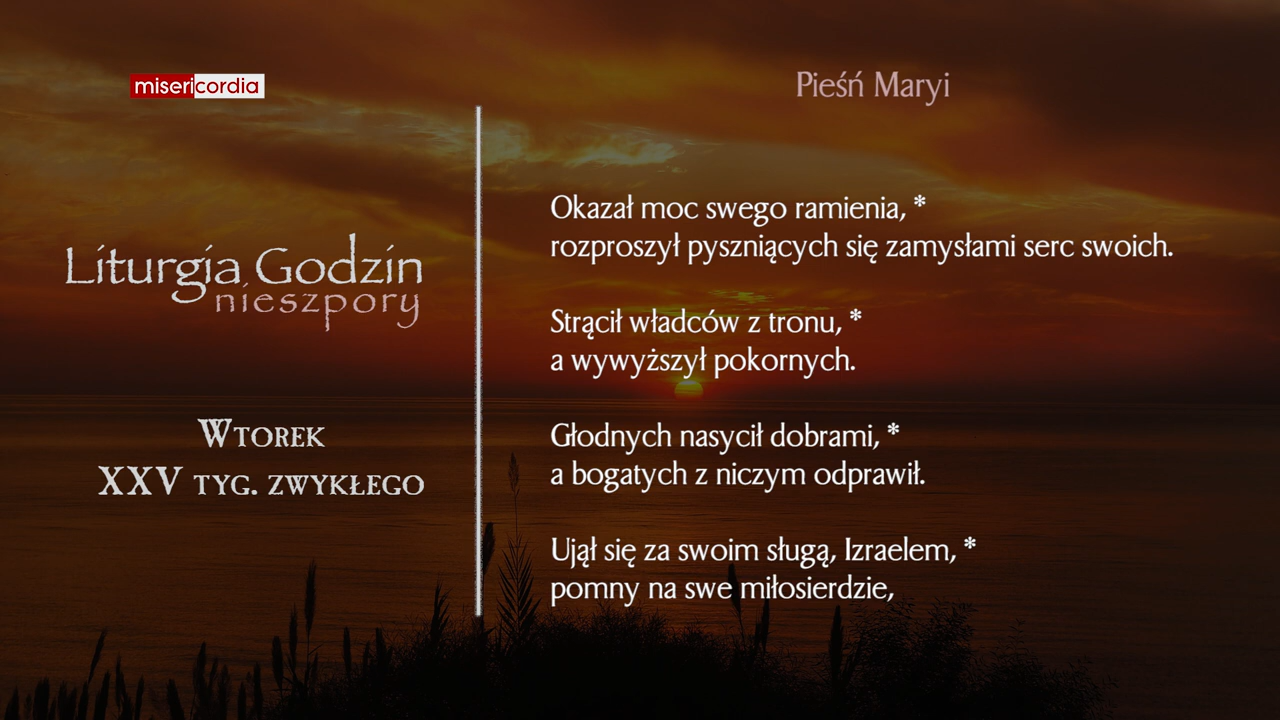 misericordia
Pieśń Maryi
Liturgia Godzin
nieszpory
Wtorek
XXV tyg. zwykłego
Okazał moc swego ramienia, *
rozproszył pyszniących się zamysłami serc swoich.
Strącił władców z tronu, *
a wywyższył pokornych.
Głodnych nasycił dobrami, *
a bogatych z niczym odprawił.
Ujął się za swoim sługą, Izraelem, *
pomny na swe miłosierdzie,